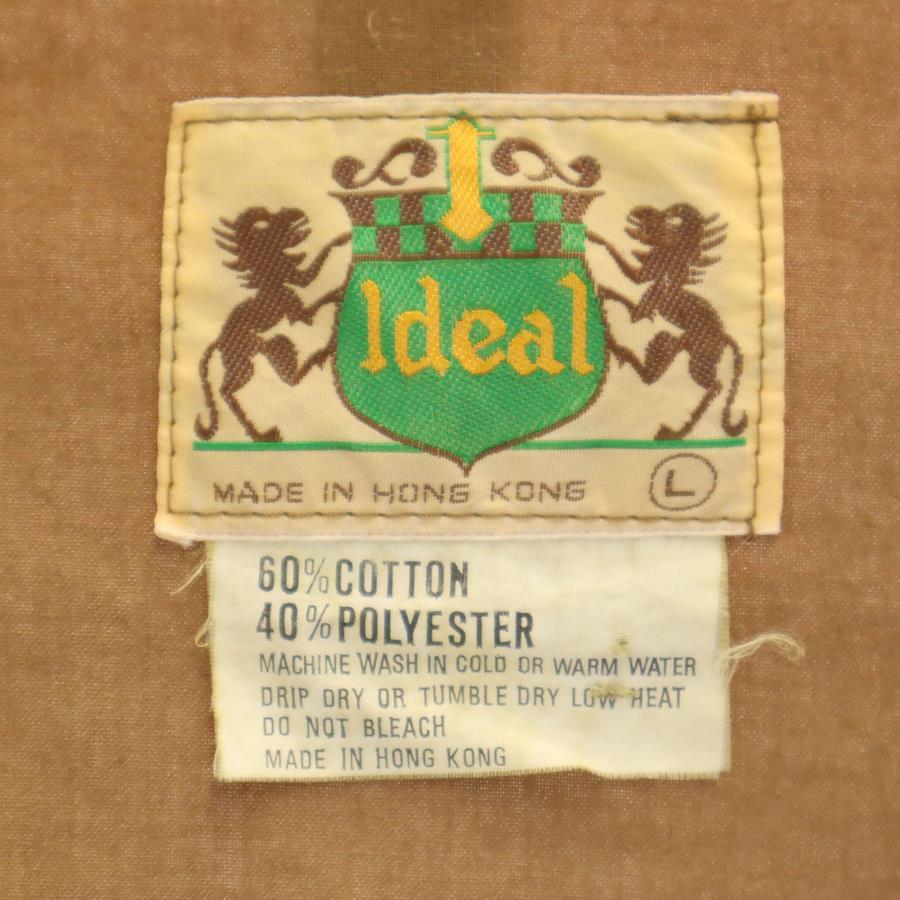 Ideal
MADE IN HONG KONG L
60% COTTON
40% POLYESTER
MACHINE WASH IN COLD OR WARM WATER
DRIP DRY OR TUMBLE DRY LOW HEAT
DO NOT BLEACH
MADE IN HONG KONG